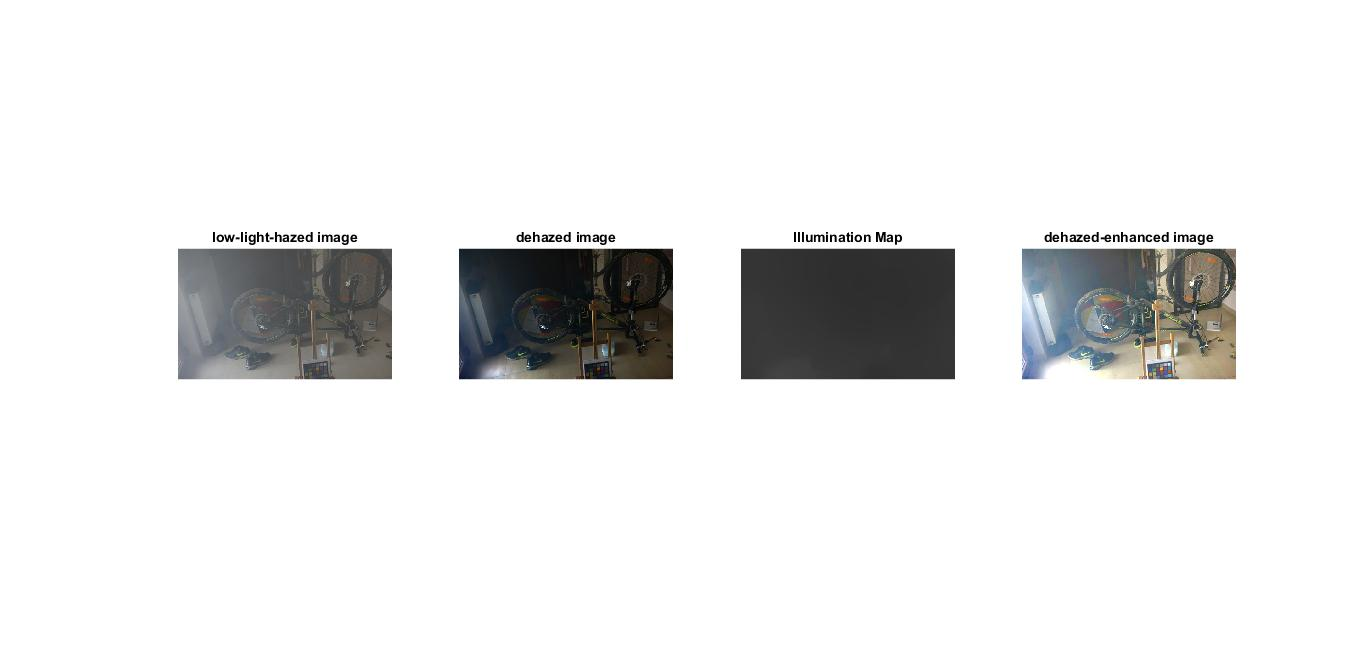 low-light-hazed image
dehazed image
Illumination Map
dehazed-enhanced image